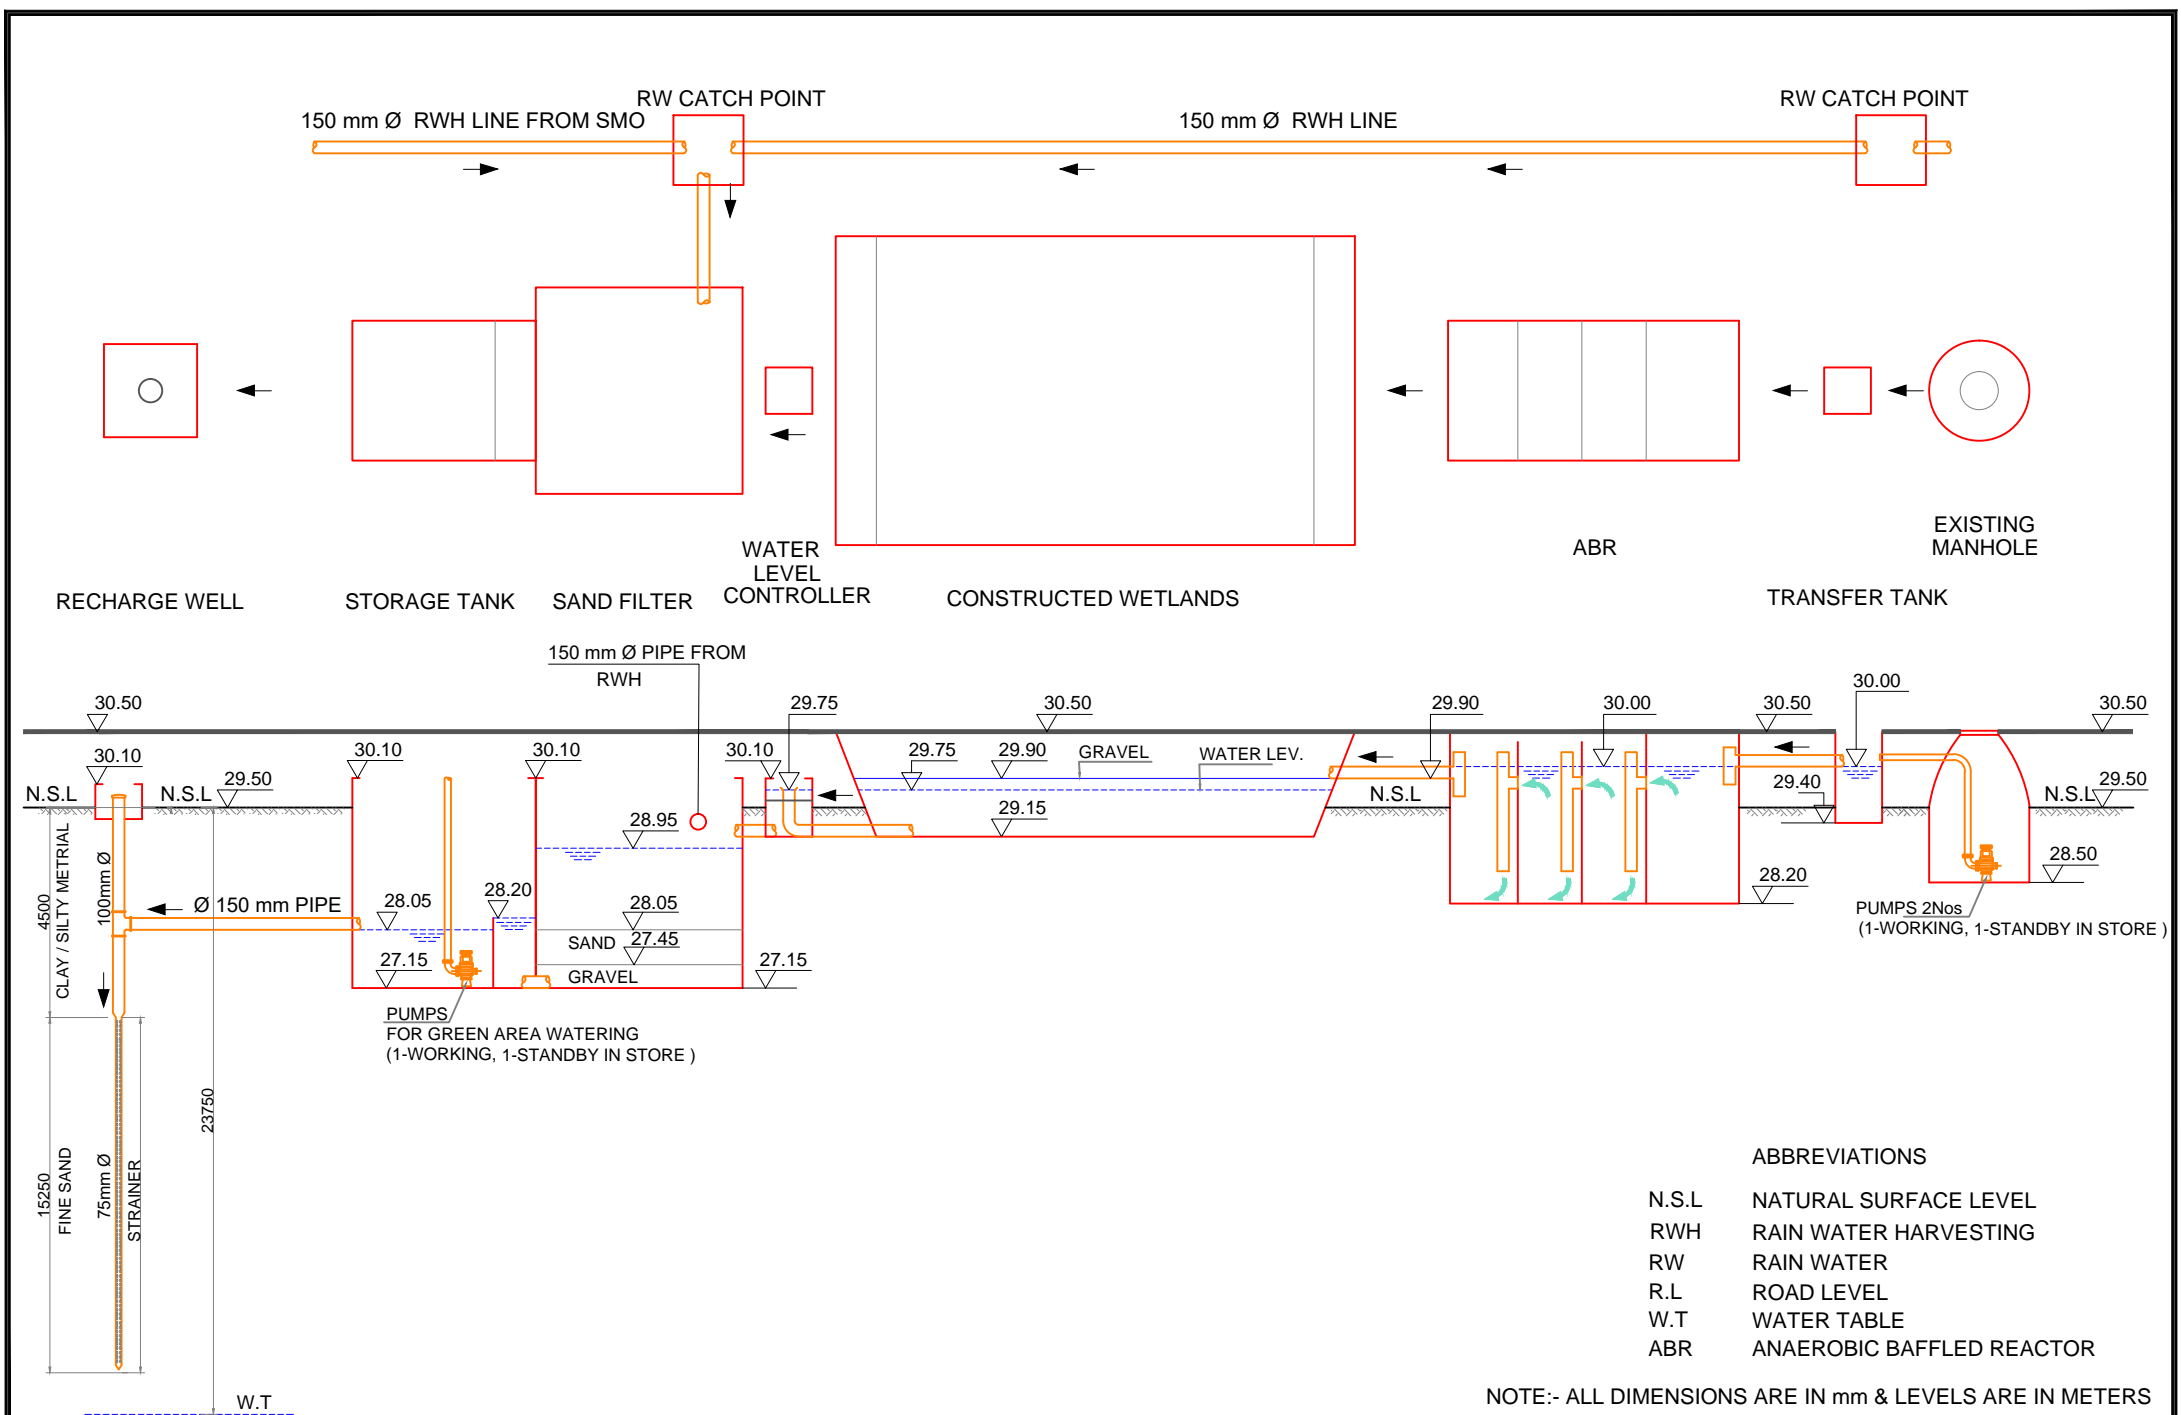 RW CATCH POINT
RW CATCH POINT
150 mm Ø RWH LINE FROM SMO
150 mm Ø RWH LINE
EXISTING
MANHOLE
ABR
WATER
LEVEL
CONTROLLER
RECHARGE WELL
STORAGE TANK
SAND FILTER
CONSTRUCTED WETLANDS
TRANSFER TANK
150 mm Ø PIPE FROM
RWH
30.50
29.75
30.50
29.90
30.00
30.50
30.00
30.50
30.10
30.10
30.10
30.10
29.75
29.90
GRAVEL
WATER LEV.
N.S.L
N.S.L
29.50
N.S.L
29.40
N.S.L
29.50
28.95
29.15
28.50
28.20
CLAY / SILTY METRIAL
4500
100mm Ø
Ø 150 mm PIPE
28.05
28.20
28.05
SAND
27.45
GRAVEL
27.15
27.15
PUMPS 2Nos
(1-WORKING, 1-STANDBY IN STORE )
PUMPS
FOR GREEN AREA WATERING
(1-WORKING, 1-STANDBY IN STORE )
23750
15250
FINE SAND
75mm Ø
STRAINER
W.T
ABBREVIATIONS
N.S.L NATURAL SURFACE LEVEL
RWH RAIN WATER HARVESTING
RW RAIN WATER
R.L ROAD LEVEL
W.T WATER TABLE
ABR ANAEROBIC BAFFLED REACTOR
NOTE:- ALL DIMENSIONS ARE IN mm & LEVELS ARE IN METERS